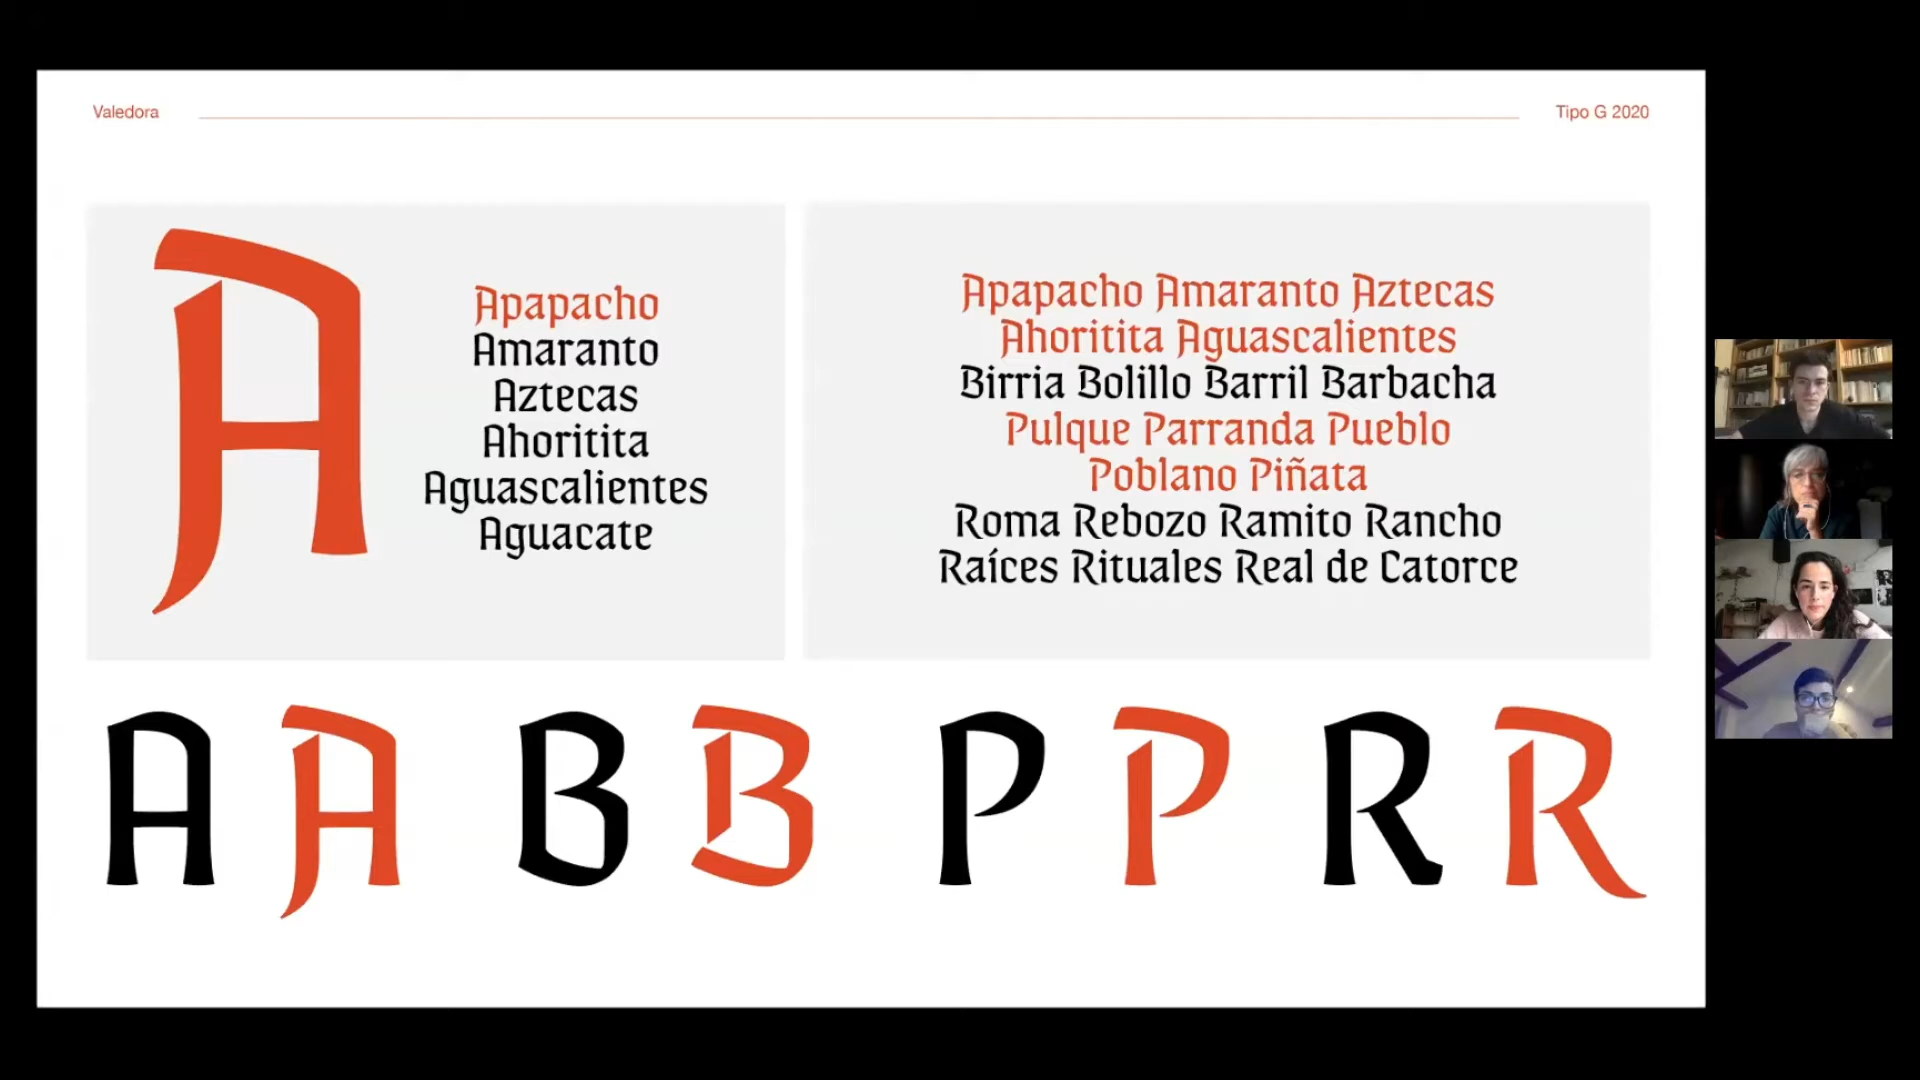 Valedora
Tipo G 2020
A
Apapacho
Amaranto
Aztecas
Ahoritita
Aguascalientes
Aguacate
Apapacho Amaranto Aztecas
Ahoritita Aguascalientes
Birria Bolillo Barril Barbacha
Pulque Parranda Pueblo
Poblano Piñata
Roma Rebozo Ramito Rancho
Raíces Rituales Real de Catorce
A A B B P P R R